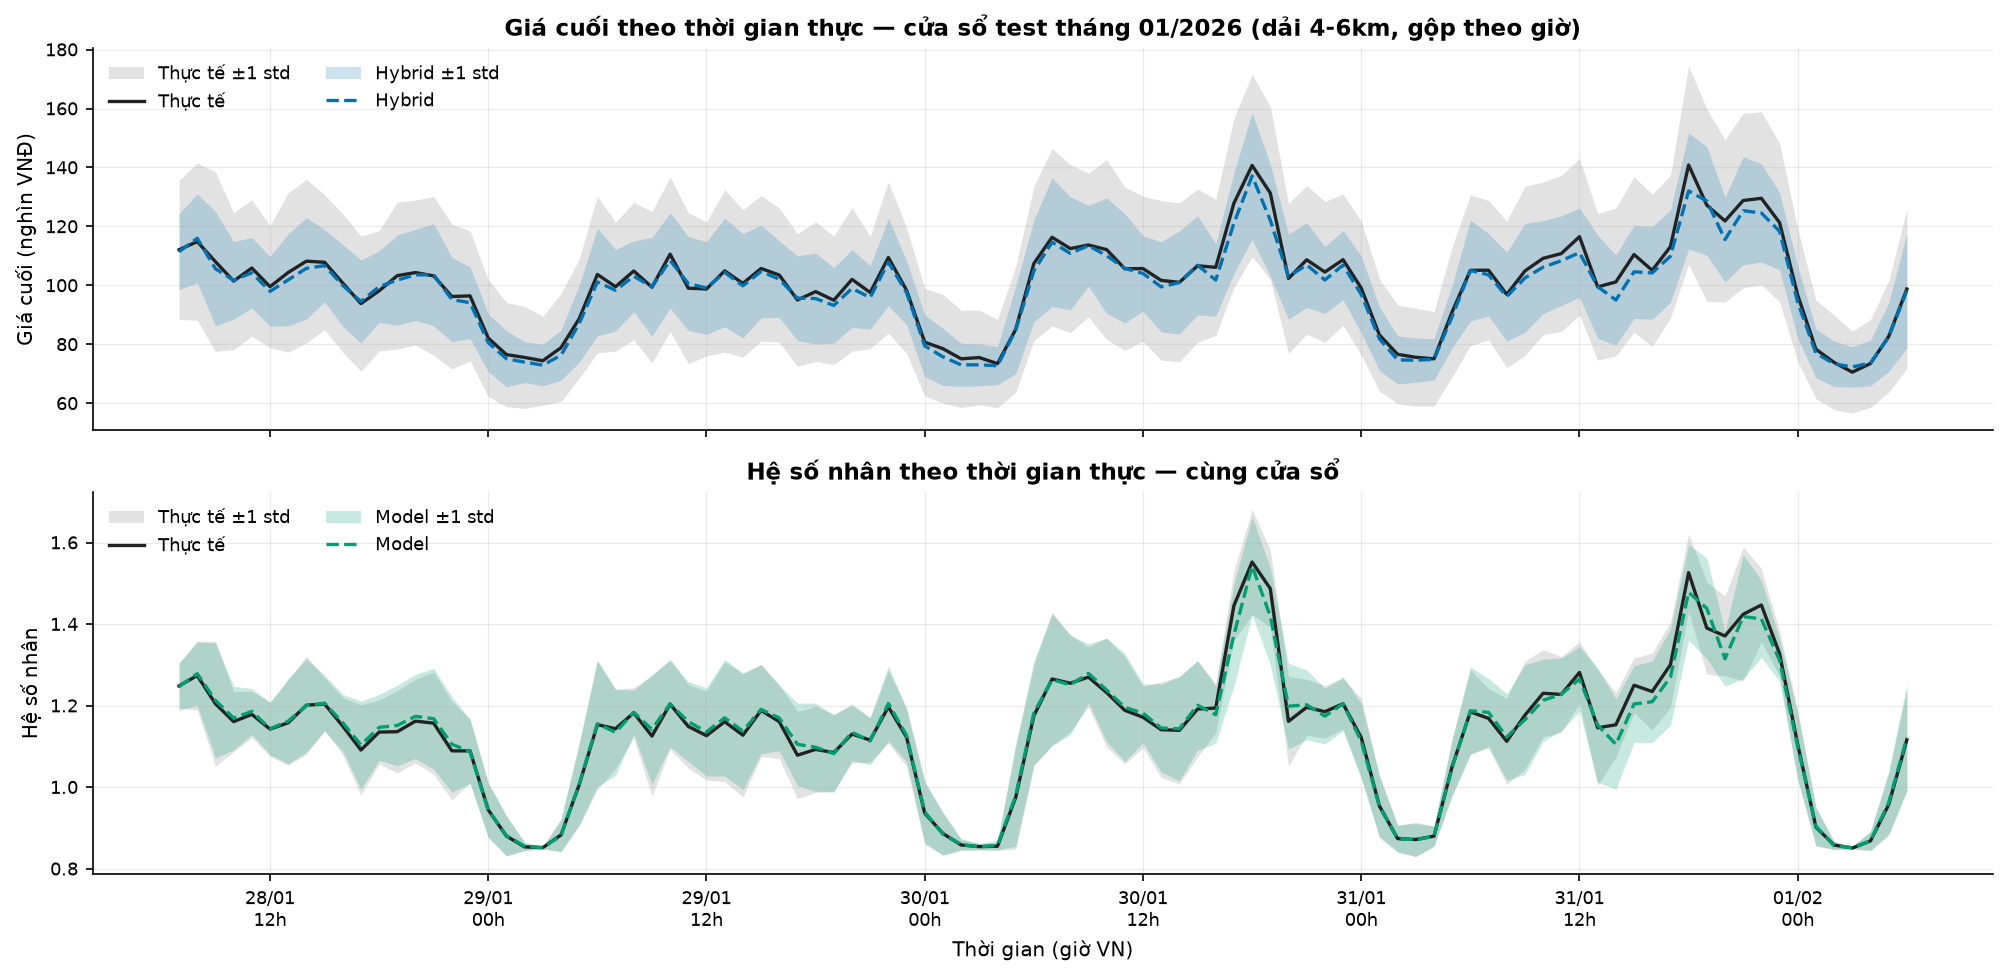 Giá cuối theo thời gian thực — cửa sổ test tháng 01/2026 (dải 4-6km, gộp theo giờ)
Thực tế ±1 std
Thực tế
Hybrid ±1 std
Hybrid
Giá cuối (nghìn VNĐ)
180
160
140
120
100
80
60
Hệ số nhân theo thời gian thực — cùng cửa sổ
Thực tế ±1 std
Thực tế
Model ±1 std
Model
Hệ số nhân
1.6
1.4
1.2
1.0
0.8
28/01
12h
29/01
00h
29/01
12h
30/01
00h
30/01
12h
31/01
00h
31/01
12h
01/02
00h
Thời gian (giờ VN)